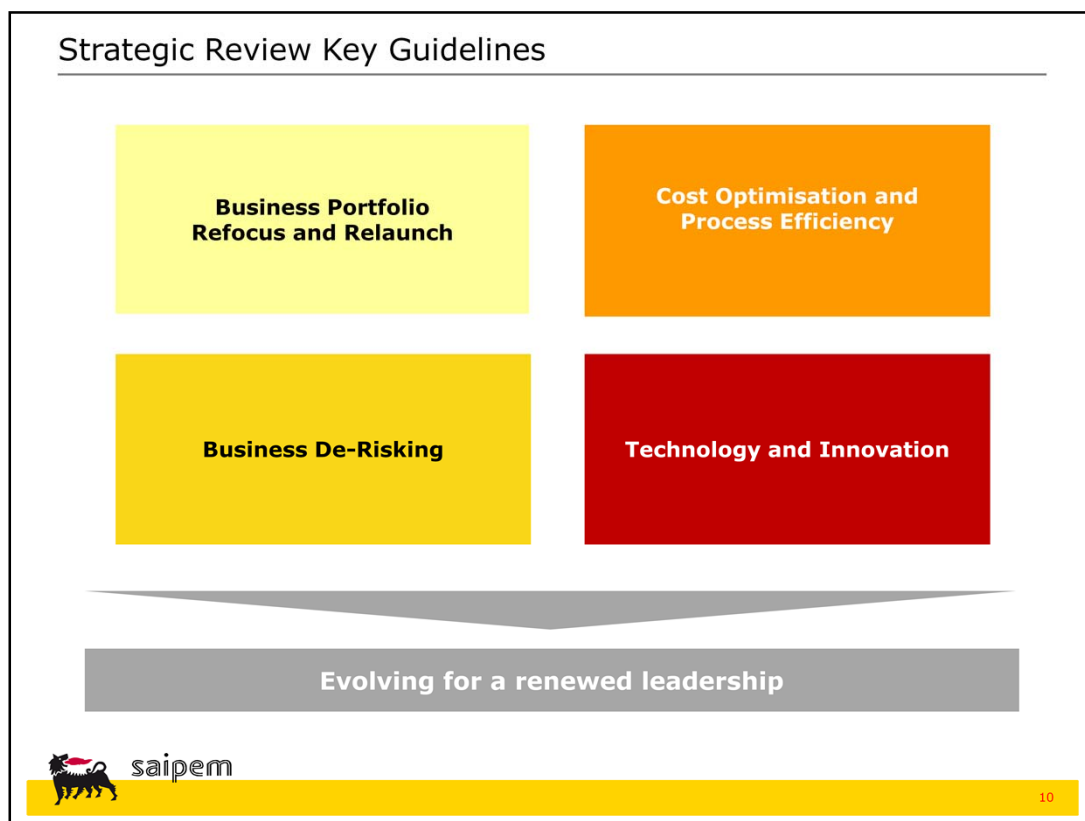 Strategic Review Key Guidelines
Business Portfolio
Refocus and Relaunch
Cost Optimisation and
Process Efficiency
Business De-Risking
Technology and Innovation
Evolving for a renewed leadership
saipem
10